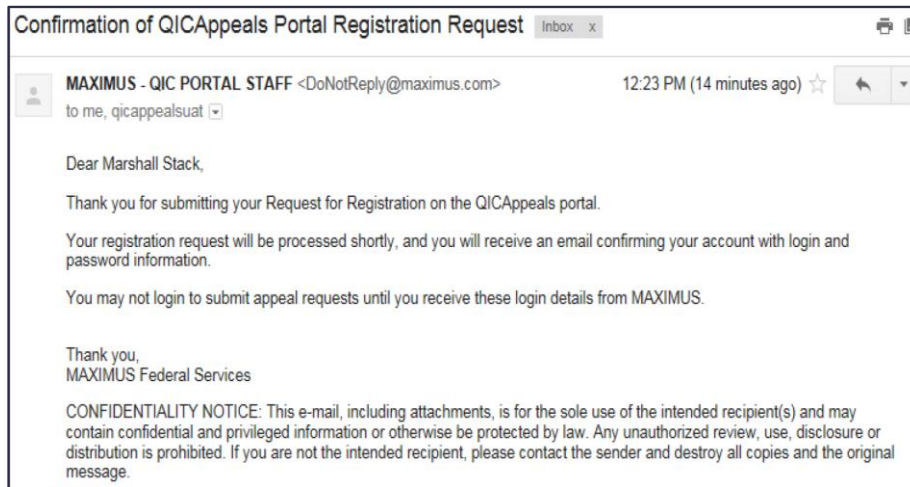 Confirmation of QICAppeals Portal Registration Request Inbox x
MAXIMUS - QIC PORTAL STAFF <DoNotReply@maximus.com> 12:23 PM (14 minutes ago)
to me, qicappealsuat
Dear Marshall Stack,
Thank you for submitting your Request for Registration on the QICAppeals portal.
Your registration request will be processed shortly, and you will receive an email confirming your account with login and
password information.
You may not login to submit appeal requests until you receive these login details from MAXIMUS.
Thank you,
MAXIMUS Federal Services
CONFIDENTIALITY NOTICE: This e-mail, including attachments, is for the sole use of the intended recipient(s) and may
contain confidential and privileged information or otherwise be protected by law. Any unauthorized review, use, disclosure or
distribution is prohibited. If you are not the intended recipient, please contact the sender and destroy all copies and the original
message.